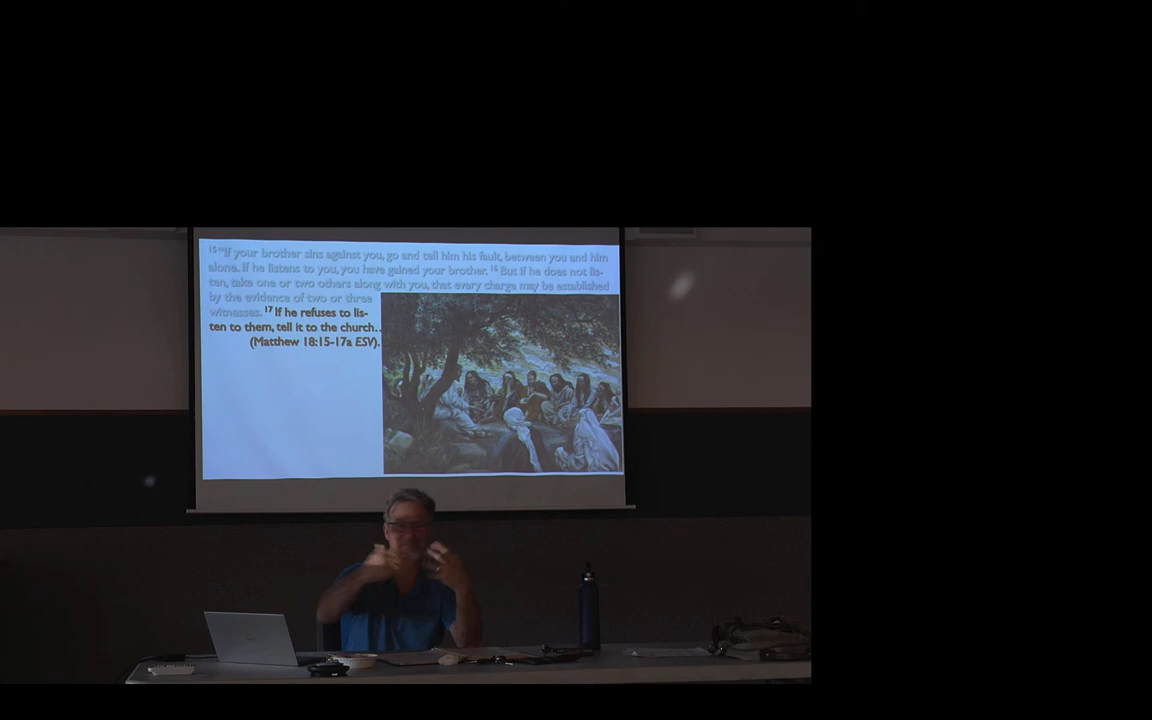 15 "If your brother sins against you, go and tell him his fault, between you and him
alone. If he listens to you, you have gained your brother. 16 But if he does not lis-
ten, take one or two others along with you, that every charge may be established
by the evidence of two or three
witnesses. 17 If he refuses to lis-
ten to them, tell it to the church…
(Matthew 18:15-17a ESV).